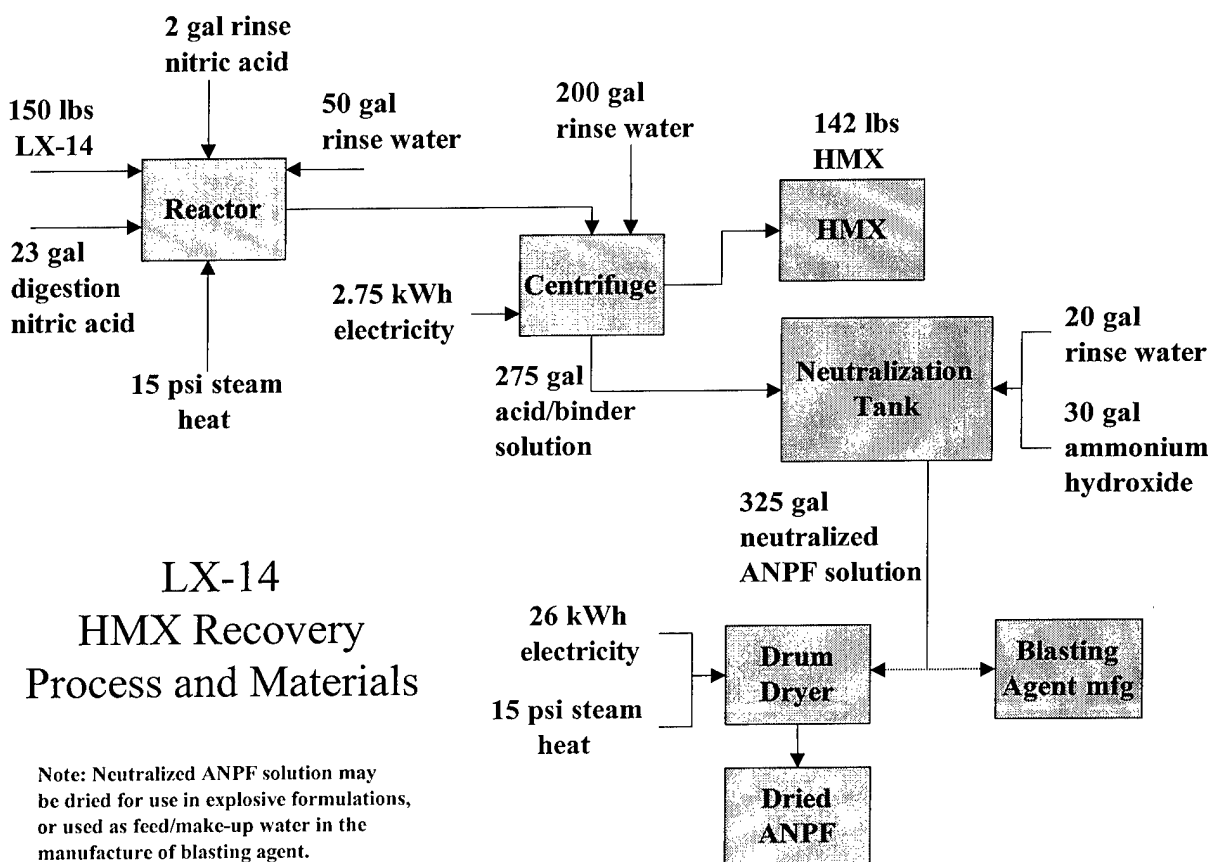 2 gal rinse
nitric acid
150 lbs
LX-14
50 gal
rinse water
200 gal
rinse water
142 lbs
HMX
Reactor
HMX
23 gal
digestion
nitric acid
Centrifuge
2.75 kWh
electricity
15 psi steam
heat
275 gal
acid/binder
solution
Neutralization
Tank
20 gal
rinse water
30 gal
ammonium
hydroxide
325 gal
neutralized
ANPF solution
LX-14
HMX Recovery
Process and Materials
26 kWh
electricity
15 psi steam
heat
Drum
Dryer
Blasting
Agent mfg
Dried
ANPF
Note: Neutralized ANPF solution may
be dried for use in explosive formulations,
or used as feed/make-up water in the
manufacture of blasting agent.